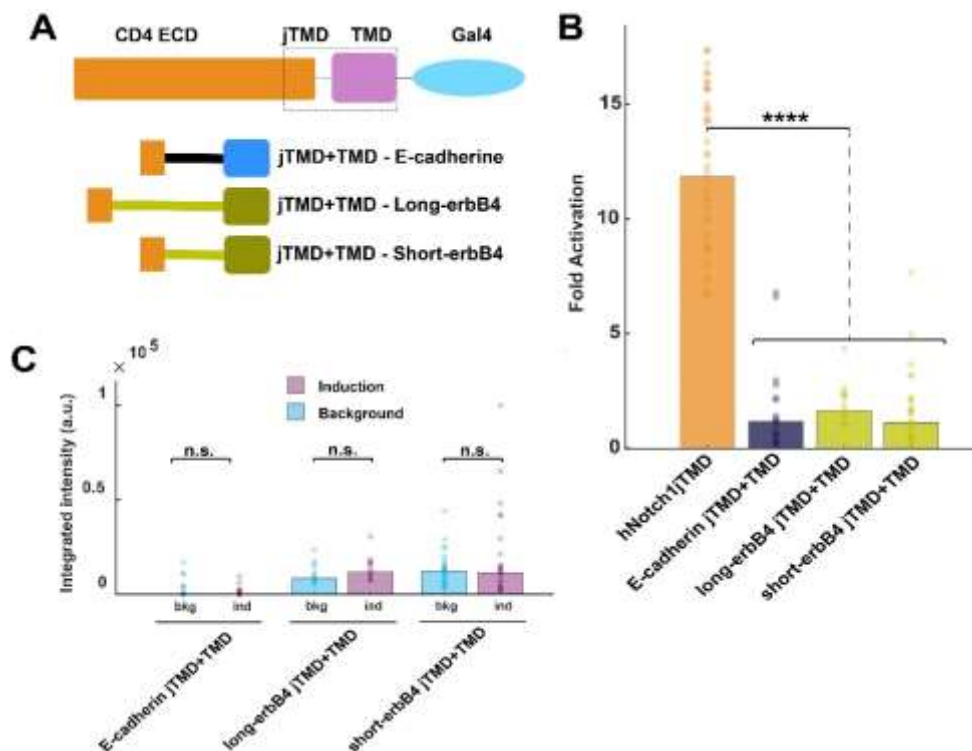 A
CD4 ECD jTMD TMD Gal4
jTMD+TMD - E-cadherine
jTMD+TMD - Long-erbB4
jTMD+TMD - Short-erbB4
B
Fold Activation
15
10
5
0
****
hNotch1jTMD
E-cadherin jTMD+TMD
long-erbB4 jTMD+TMD
short-erbB4 jTMD+TMD
C
× 10 5
Integrated intensity (a.u.)
1
0.5
0
Induction
Background
n.s. n.s. n.s.
bkg ind bkg ind bkg ind
E-cadherin jTMD+TMD
long-erbB4 jTMD+TMD
short-erbB4 jTMD+TMD